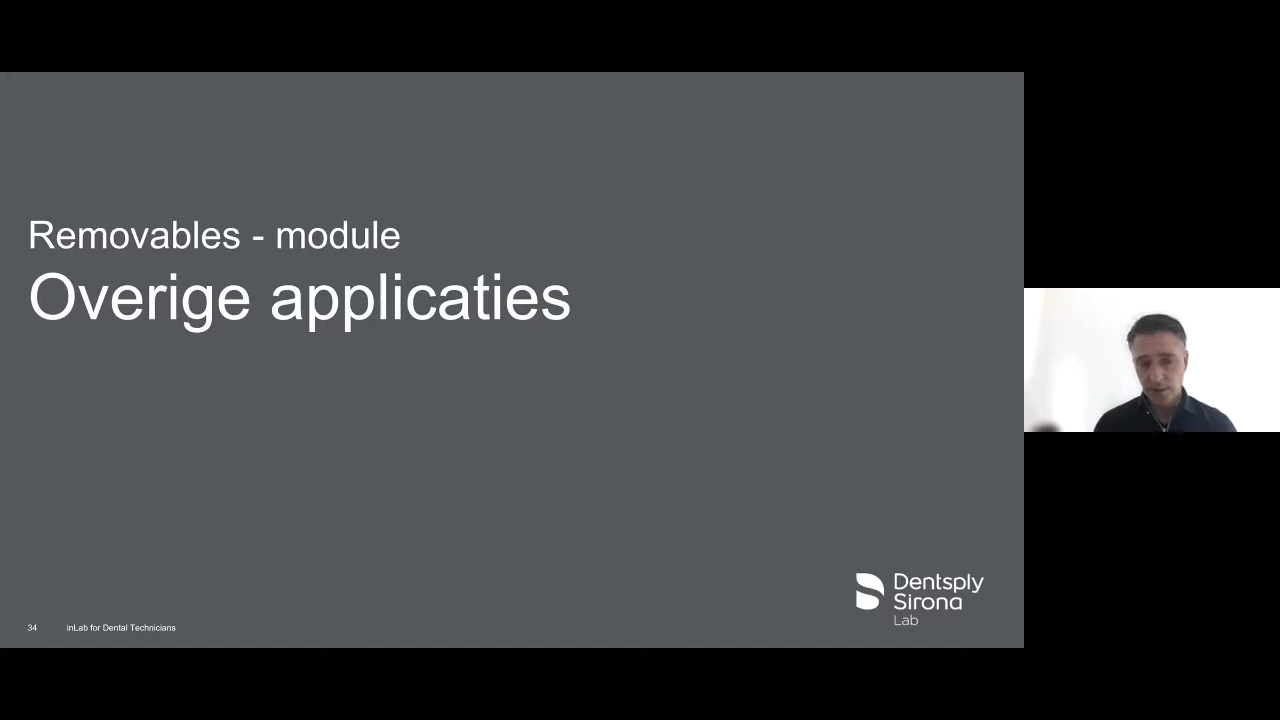 Removables - module
Overige applicaties
Dentsply
Sirona
Lab
34 inLab for Dental Technicians